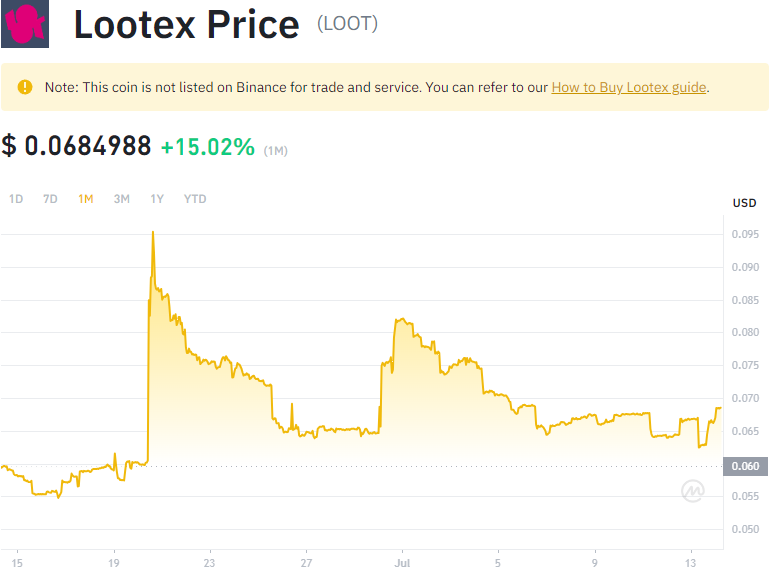 Lootex Price (LOOT)
Note: This coin is not listed on Binance for trade and service. You can refer to our How to Buy Lootex guide.
$ 0.0684988 +15.02% (1M)
1D 7D 1M 3M 1Y YTD
USD
0.095
0.090
0.085
0.080
0.075
0.070
0.065
0.060
0.055
0.050
15 19 23 27 Jul 5 9 13